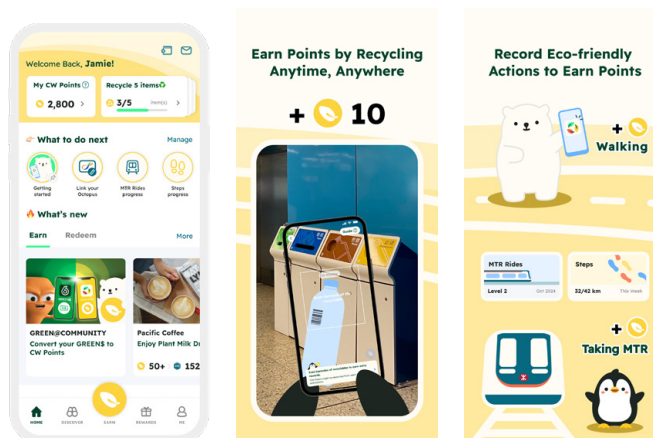 Welcome Back, Jamie!
My CW Points
2,800
Recycle 5 items
3/5
What to do next
Manage
Getting started
Link your Octopus
MTR Rides progress
Steps progress
What's new
Earn
Redeem
More
GREEN@COMMUNITY
Convert your GREEN$ to
CW Points
Pacific Coffee
Enjoy Plant Milk Dr
50+
152
HOME
DISCOVER
EARN
REWARDS
ME
Earn Points by Recycling
Anytime, Anywhere
+ 10
Guide
Record Eco-friendly
Actions to Earn Points
+
Walking
MTR Rides
Level 2
Oct 2024
Steps
32/42 km
This Week
+
Taking MTR